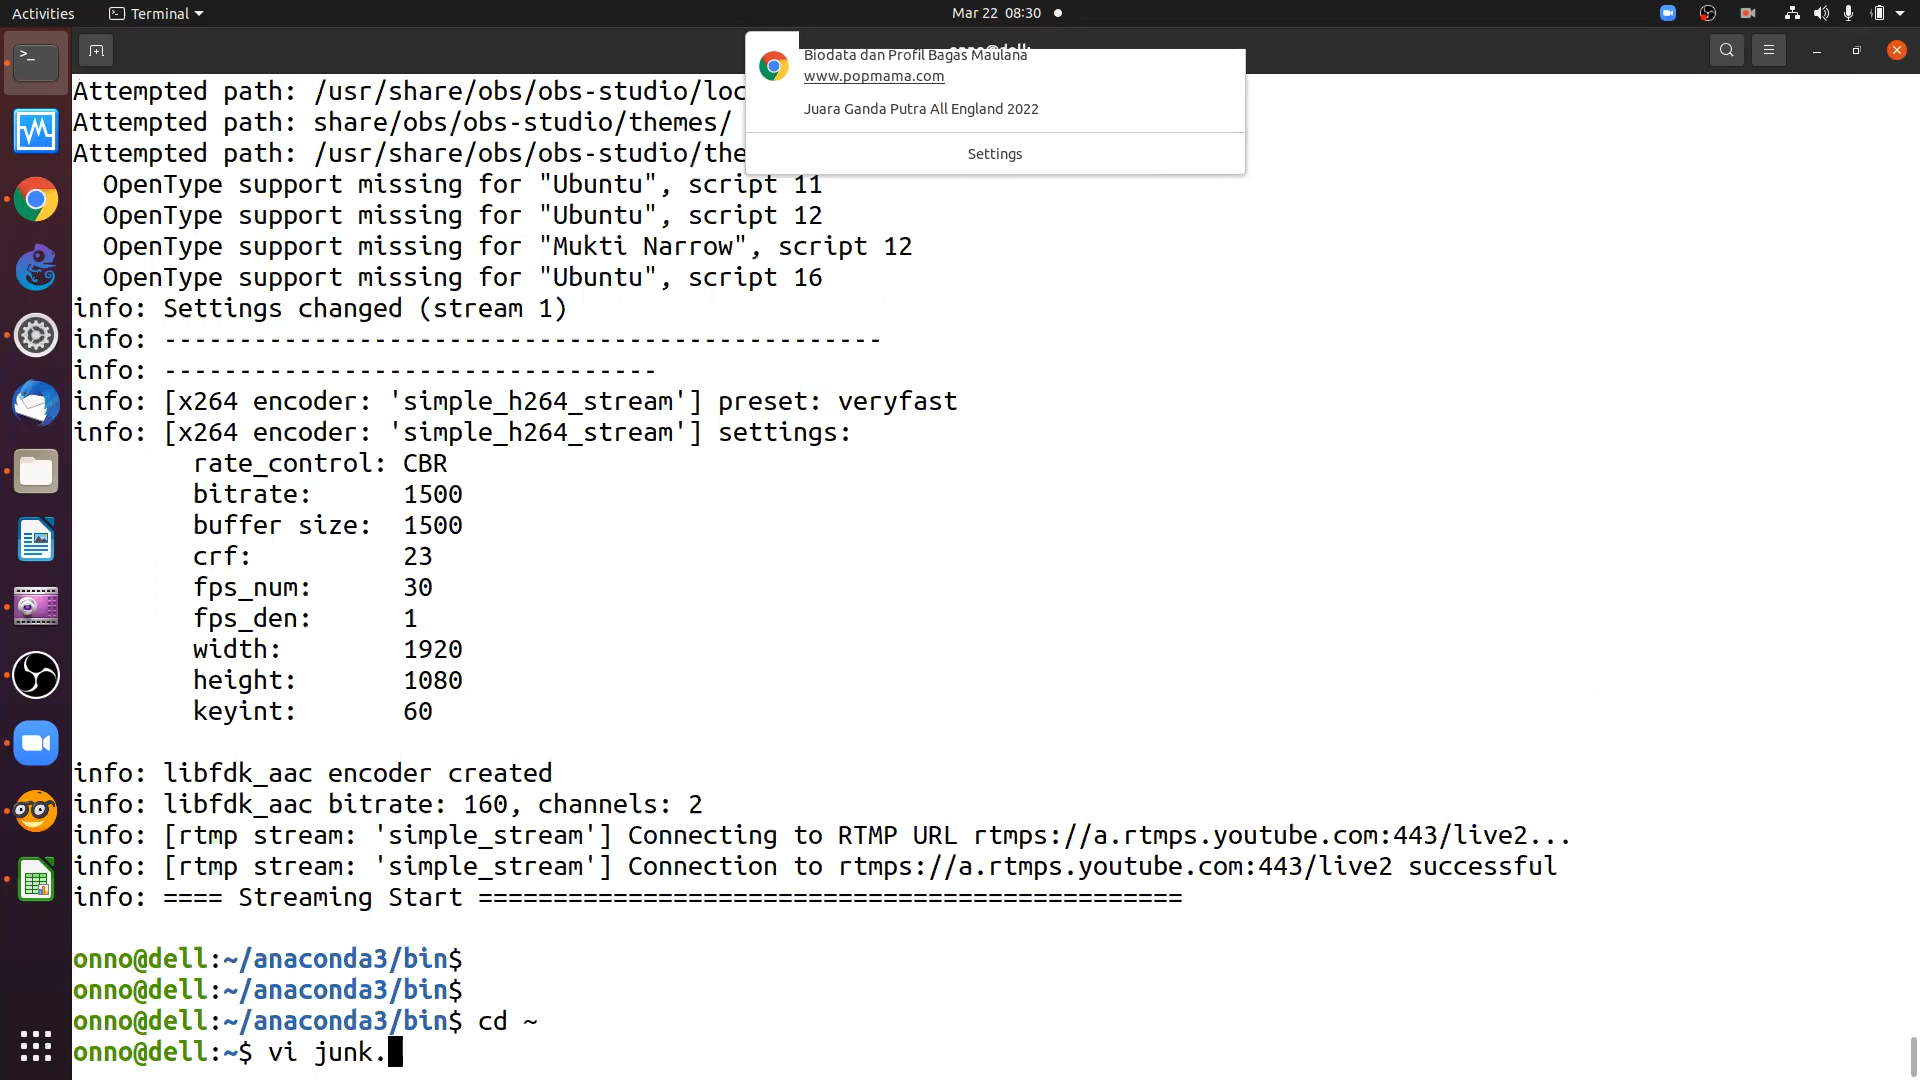 Activities
Terminal
Mar 22 08:30
Biodata dan Profil Bagas Maulana
www.popmama.com
Juara Ganda Putra All England 2022
Settings
Attempted path: /usr/share/obs/obs-studio/loc
Attempted path: share/obs/obs-studio/themes/
Attempted path: /usr/share/obs/obs-studio/the
OpenType support missing for "Ubuntu", script 11
OpenType support missing for "Ubuntu", script 12
OpenType support missing for "Mukti Narrow", script 12
OpenType support missing for "Ubuntu", script 16
info: Settings changed (stream 1)
info: ------------------------------------------------
info: ---------------------------------
info: [x264 encoder: 'simple_h264_stream'] preset: veryfast
info: [x264 encoder: 'simple_h264_stream'] settings:
rate_control: CBR
bitrate:      1500
buffer size:  1500
crf:          23
fps_num:      30
fps_den:      1
width:        1920
height:       1080
keyint:       60
info: libfdk_aac encoder created
info: libfdk_aac bitrate: 160, channels: 2
info: [rtmp stream: 'simple_stream'] Connecting to RTMP URL rtmps://a.rtmps.youtube.com:443/live2...
info: [rtmp stream: 'simple_stream'] Connection to rtmps://a.rtmps.youtube.com:443/live2 successful
info: ==== Streaming Start ===============================================
onno@dell:~/anaconda3/bin$
onno@dell:~/anaconda3/bin$
onno@dell:~/anaconda3/bin$ cd ~
onno@dell:~$ vi junk.